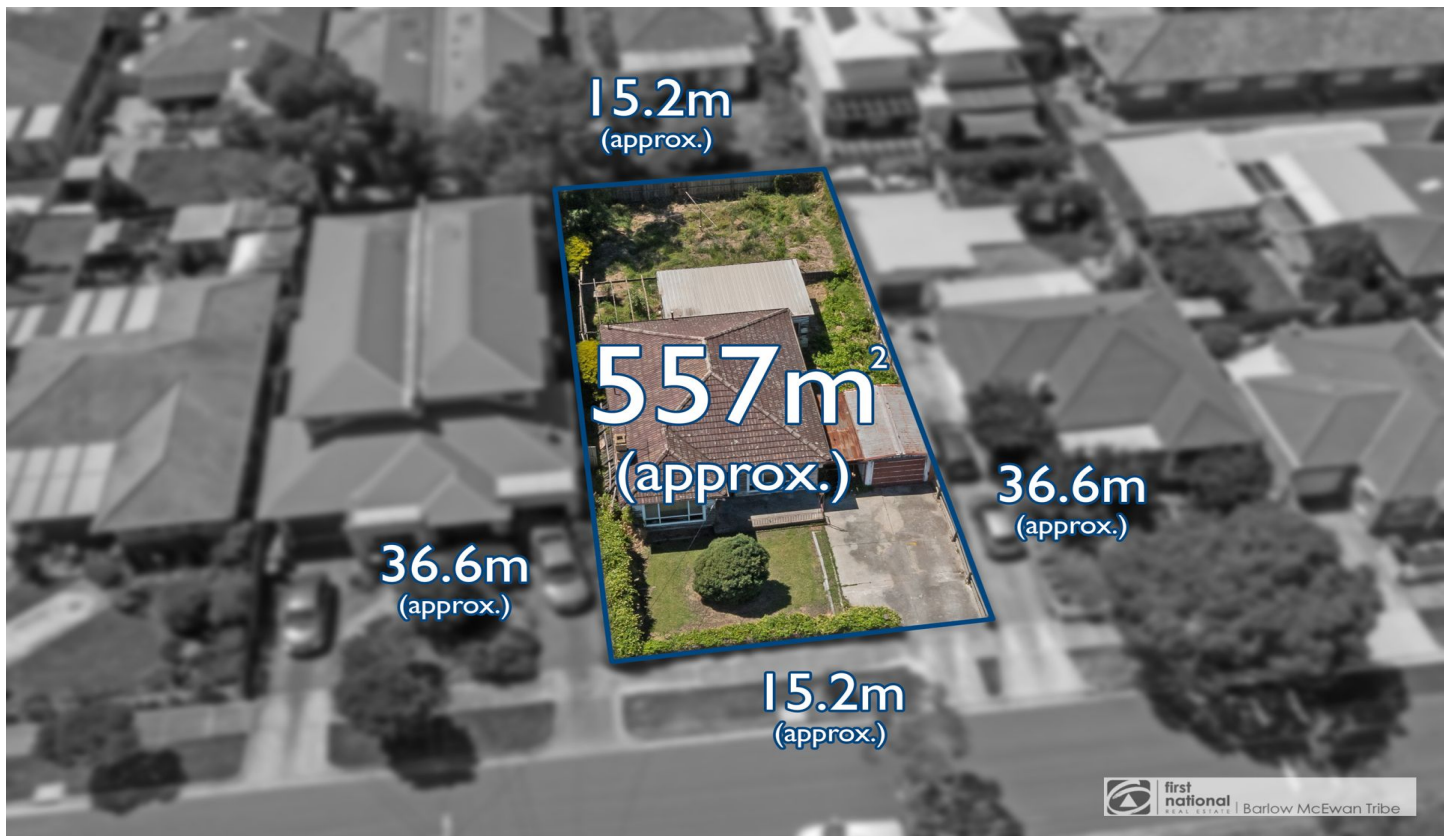 15.2m
(approx.)
557m²
(approx.)
36.6m
(approx.)
36.6m
(approx.)
15.2m
(approx.)
first
national
REAL ESTATE
Barlow McEwan Tribe